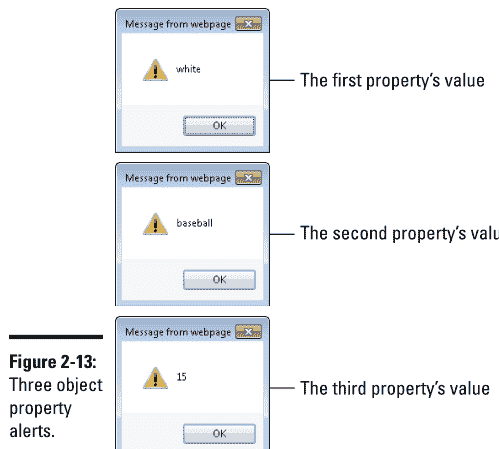 Message from webpage
white
The first property's value
OK
Message from webpage
baseball
The second property's
OK
Message from webpage
Figure 2-13:
Three object
property
alerts.
15
The third property's value
OK